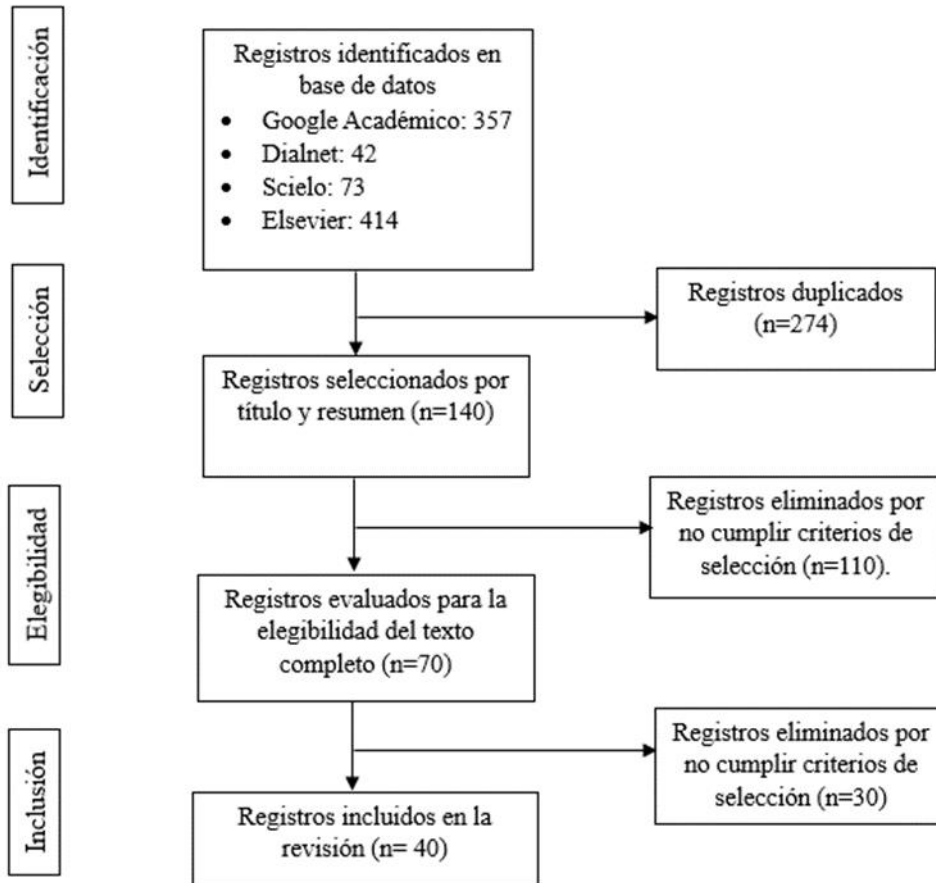 Identificación
Registros identificados en
base de datos
• Google Académico: 357
• Dialnet: 42
• Scielo: 73
• Elsevier: 414
Selección
Registros duplicados
(n=274)
Registros seleccionados por
título y resumen (n=140)
Elegibilidad
Registros eliminados por
no cumplir criterios de
selección (n=110).
Registros evaluados para la
elegibilidad del texto
completo (n=70)
Inclusión
Registros eliminados por
no cumplir criterios de
selección (n=30)
Registros incluidos en la
revisión (n= 40)